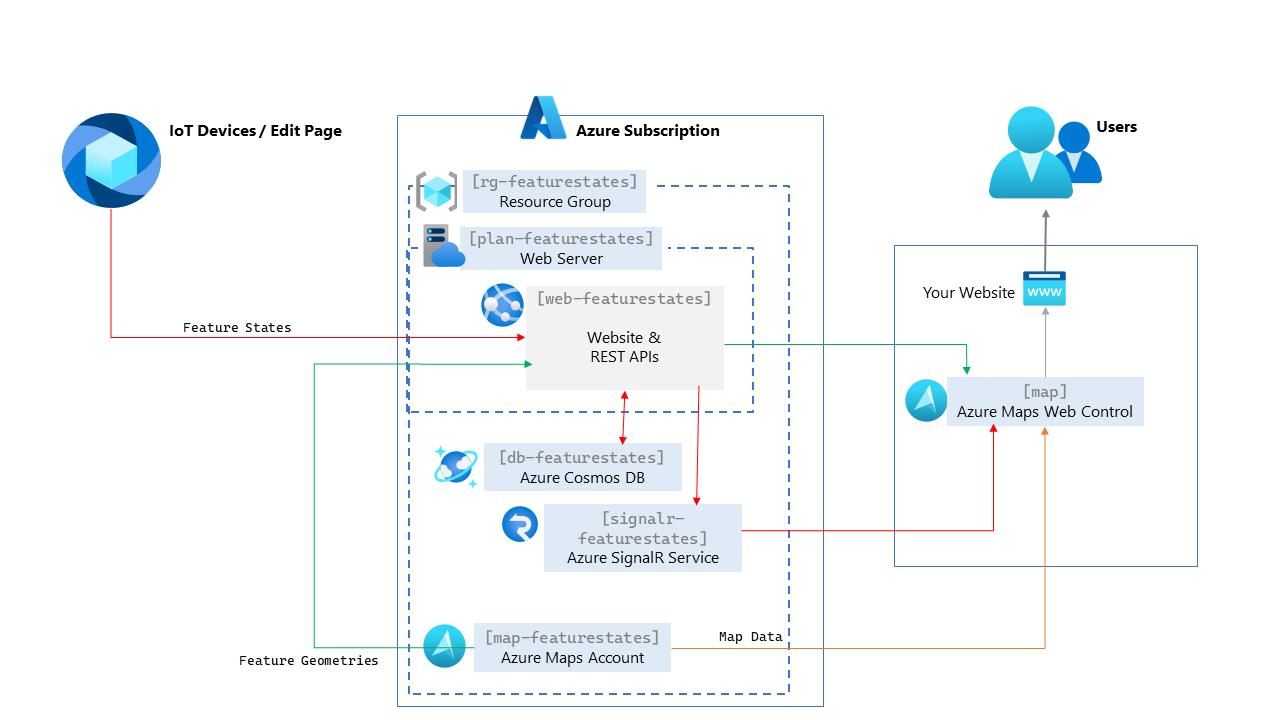 IoT Devices / Edit Page
Azure Subscription
Users
[rg-featurestates]
Resource Group
[plan-featurestates]
Web Server
[web-featurestates]
Website &
REST APIs
Feature States
Your Website
WWW
[map]
Azure Maps Web Control
[db-featurestates]
Azure Cosmos DB
[signalr-
featurestates]
Azure SignalR Service
[map-featurestates]
Azure Maps Account
Map Data
Feature Geometries